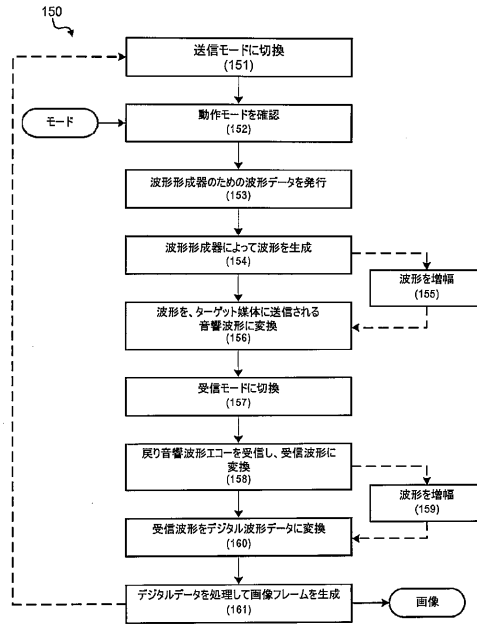 150
送信モードに切換
(151)
モード
動作モードを確認
(152)
波形形成器のための波形データを発行
(153)
波形形成器によって波形を生成
(154)
波形を増幅
(155)
波形を、ターゲット媒体に送信される
音響波形に変換
(156)
受信モードに切換
(157)
戻り音響波形エコーを受信し、受信波形に
変換
(158)
波形を増幅
(159)
受信波形をデジタル波形データに変換
(160)
デジタルデータを処理して画像フレームを生成
(161)
画像